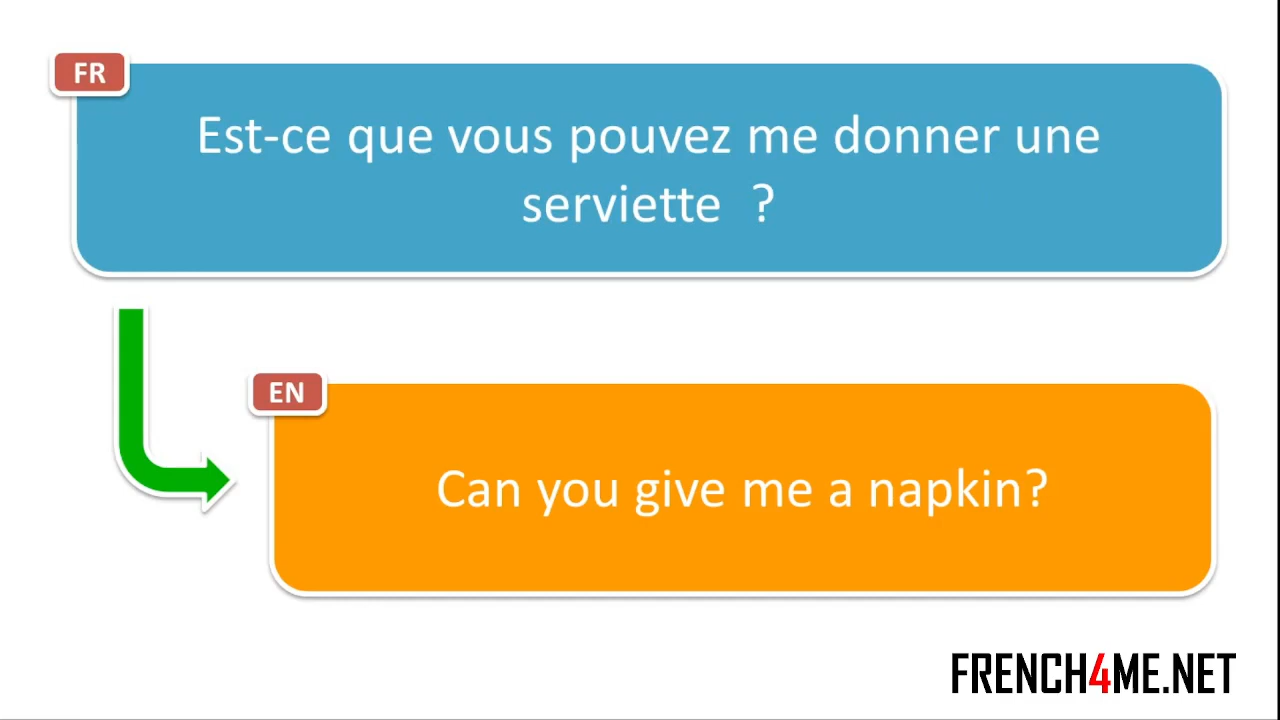 FR
Est-ce que vous pouvez me donner une
serviette  ?
EN
Can you give me a napkin?
FRENCH4ME.NET